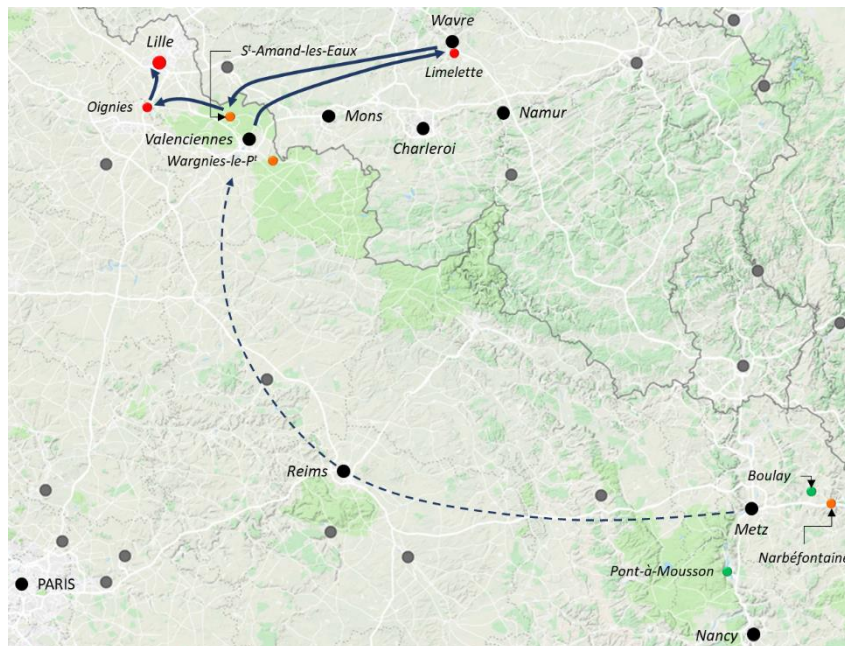 Wavre
Lille
Sᵗ-Amand-les-Eaux
Limelette
Oignies
Mons
Namur
Valenciennes
Charleroi
Wargnies-le-Pᵗ
Reims
Boulay
Metz
Narbéfontaine
Pont-à-Mousson
PARIS
Nancy